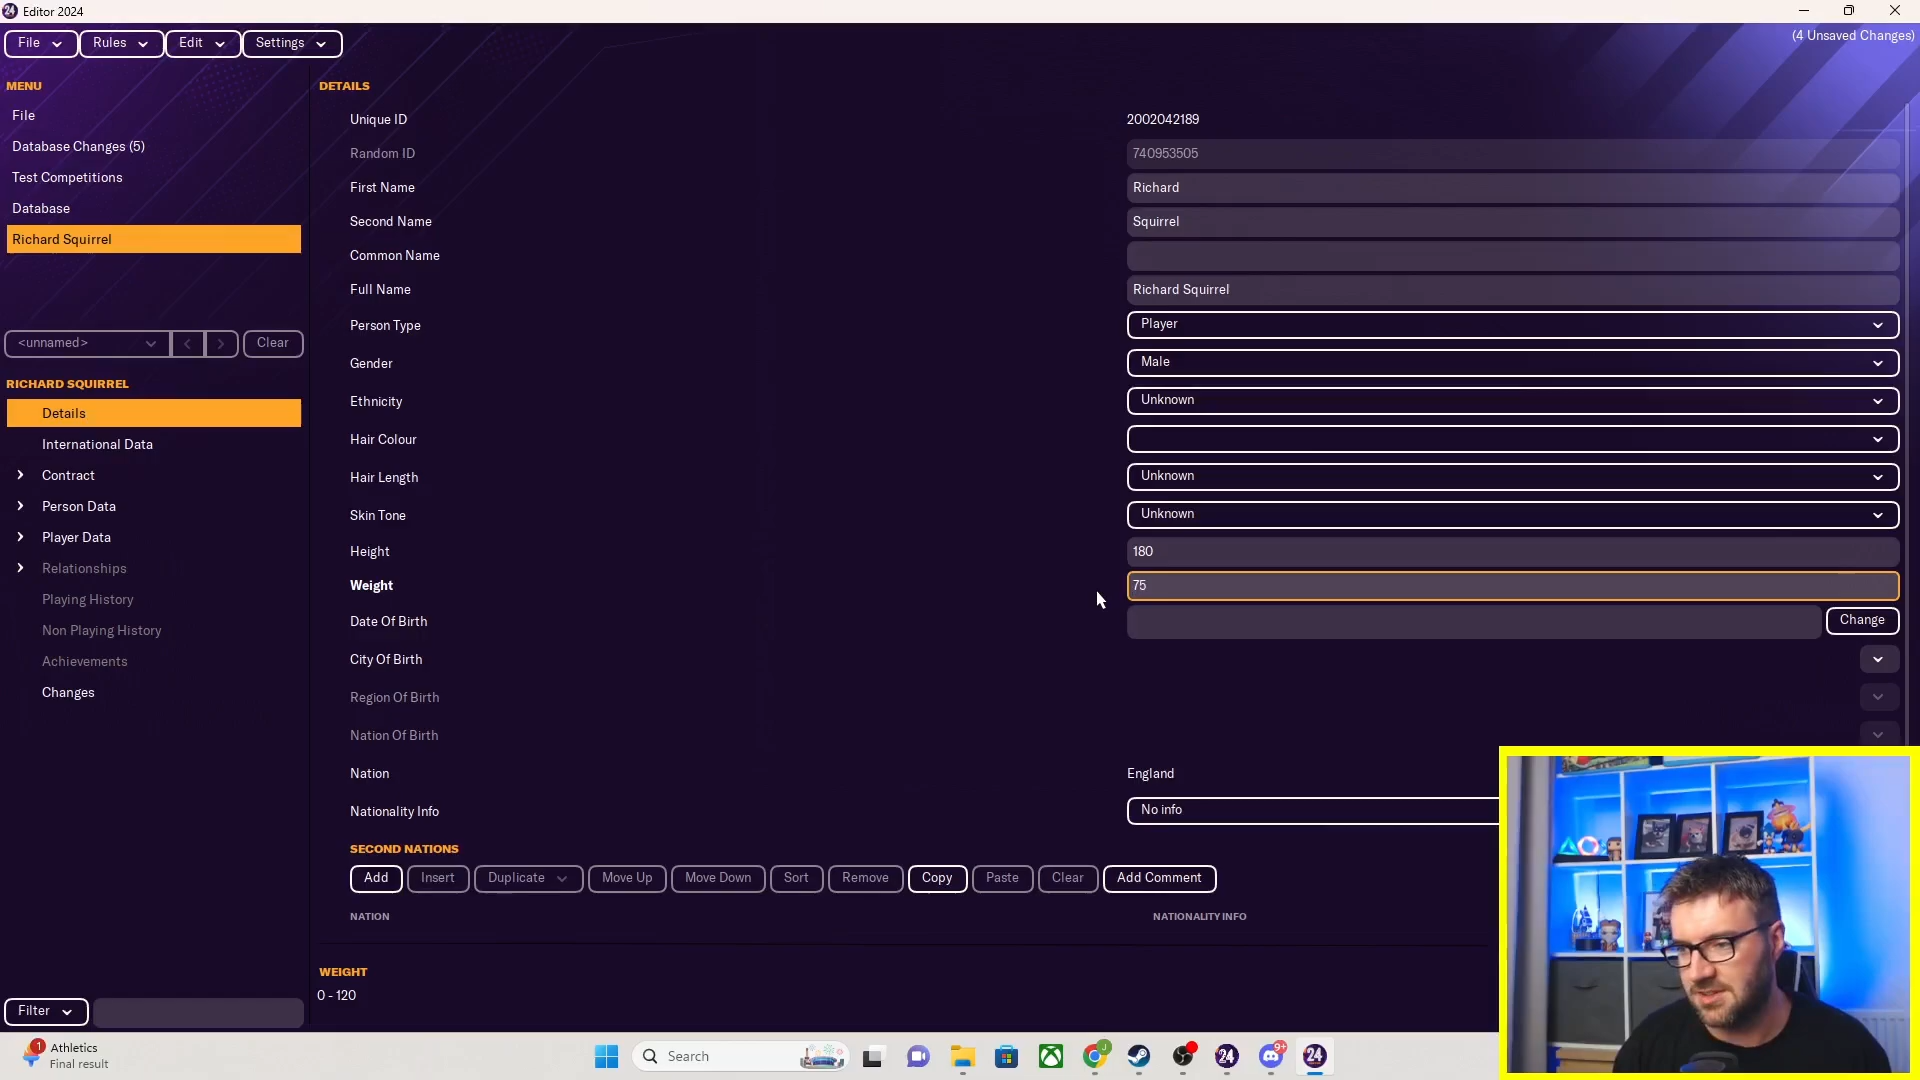 24 Editor 2024
File Rules Edit Settings (4 Unsaved Changes)
MENU
File
Database Changes (5)
Test Competitions
Database
Richard Squirrel
<unnamed> Clear
RICHARD SQUIRREL
Details
International Data
Contract
Person Data
Player Data
Relationships
Playing History
Non Playing History
Achievements
Changes
Filter
DETAILS
Unique ID 2002042189
Random ID 740953505
First Name Richard
Second Name Squirrel
Common Name
Full Name Richard Squirrel
Person Type Player
Gender Male
Ethnicity Unknown
Hair Colour
Hair Length Unknown
Skin Tone Unknown
Height 180
Weight 75
Date Of Birth Change
City Of Birth
Region Of Birth
Nation Of Birth
Nation England
Nationality Info No info
SECOND NATIONS
Add Insert Duplicate Move Up Move Down Sort Remove Copy Paste Clear Add Comment
NATION NATIONALITY INFO
WEIGHT
0 - 120
1 Athletics
Final result
Search
J 24 9+ 24